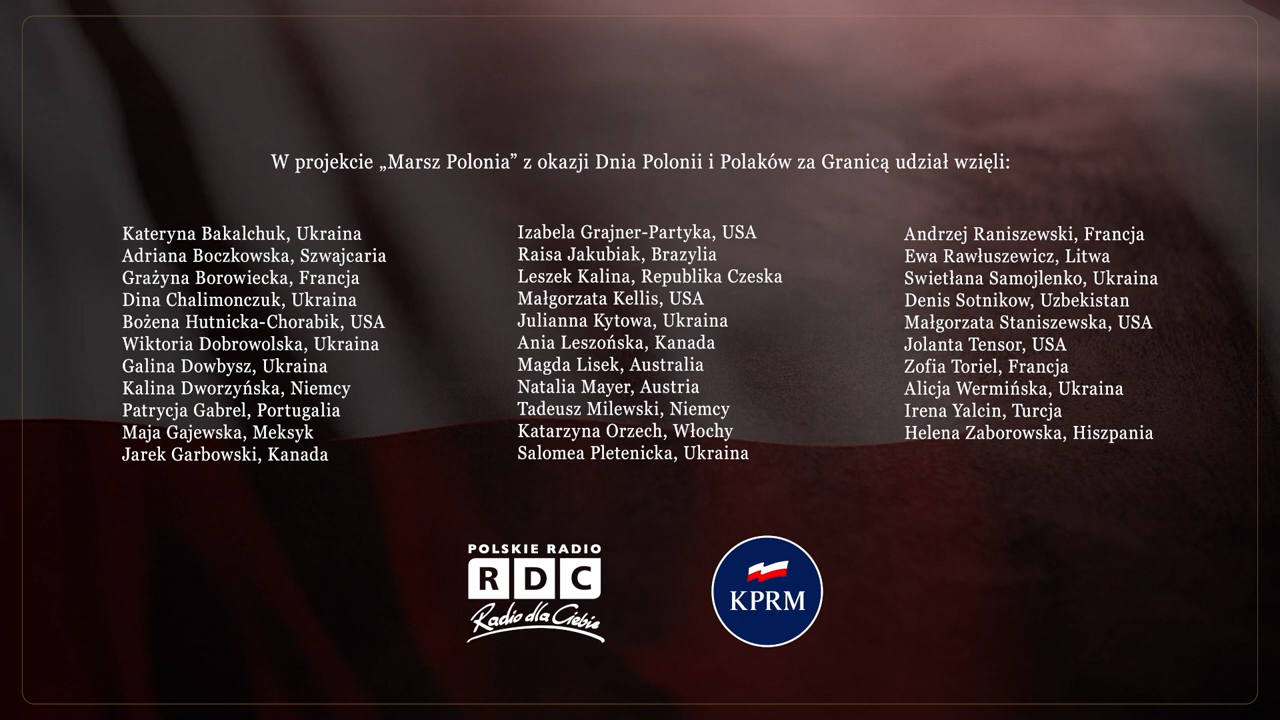 W projekcie „Marsz Polonia” z okazji Dnia Polonii i Polaków za Granicą udział wzięli:
Kateryna Bakalchuk, Ukraina
Adriana Boczkowska, Szwajcaria
Grażyna Borowiecka, Francja
Dina Chalimonczuk, Ukraina
Bożena Hutnicka-Chorabik, USA
Wiktoria Dobrowolska, Ukraina
Galina Dowbysz, Ukraina
Kalina Dworzyńska, Niemcy
Patrycja Gabrel, Portugalia
Maja Gajewska, Meksyk
Jarek Garbowski, Kanada
Izabela Grajner-Partyka, USA
Raisa Jakubiak, Brazylia
Leszek Kalina, Republika Czeska
Małgorzata Kellis, USA
Julianna Kytowa, Ukraina
Ania Leszońska, Kanada
Magda Lisek, Australia
Natalia Mayer, Austria
Tadeusz Milewski, Niemcy
Katarzyna Orzech, Włochy
Salomea Pletenicka, Ukraina
Andrzej Raniszewski, Francja
Ewa Rawłuszewicz, Litwa
Swietłana Samojlenko, Ukraina
Denis Sotnikow, Uzbekistan
Małgorzata Staniszewska, USA
Jolanta Tensor, USA
Zofia Toriel, Francja
Alicja Wermińska, Ukraina
Irena Yalcin, Turcja
Helena Zaborowska, Hiszpania
POLSKIE RADIO
RDC
Radio dla Ciebie
KPRM